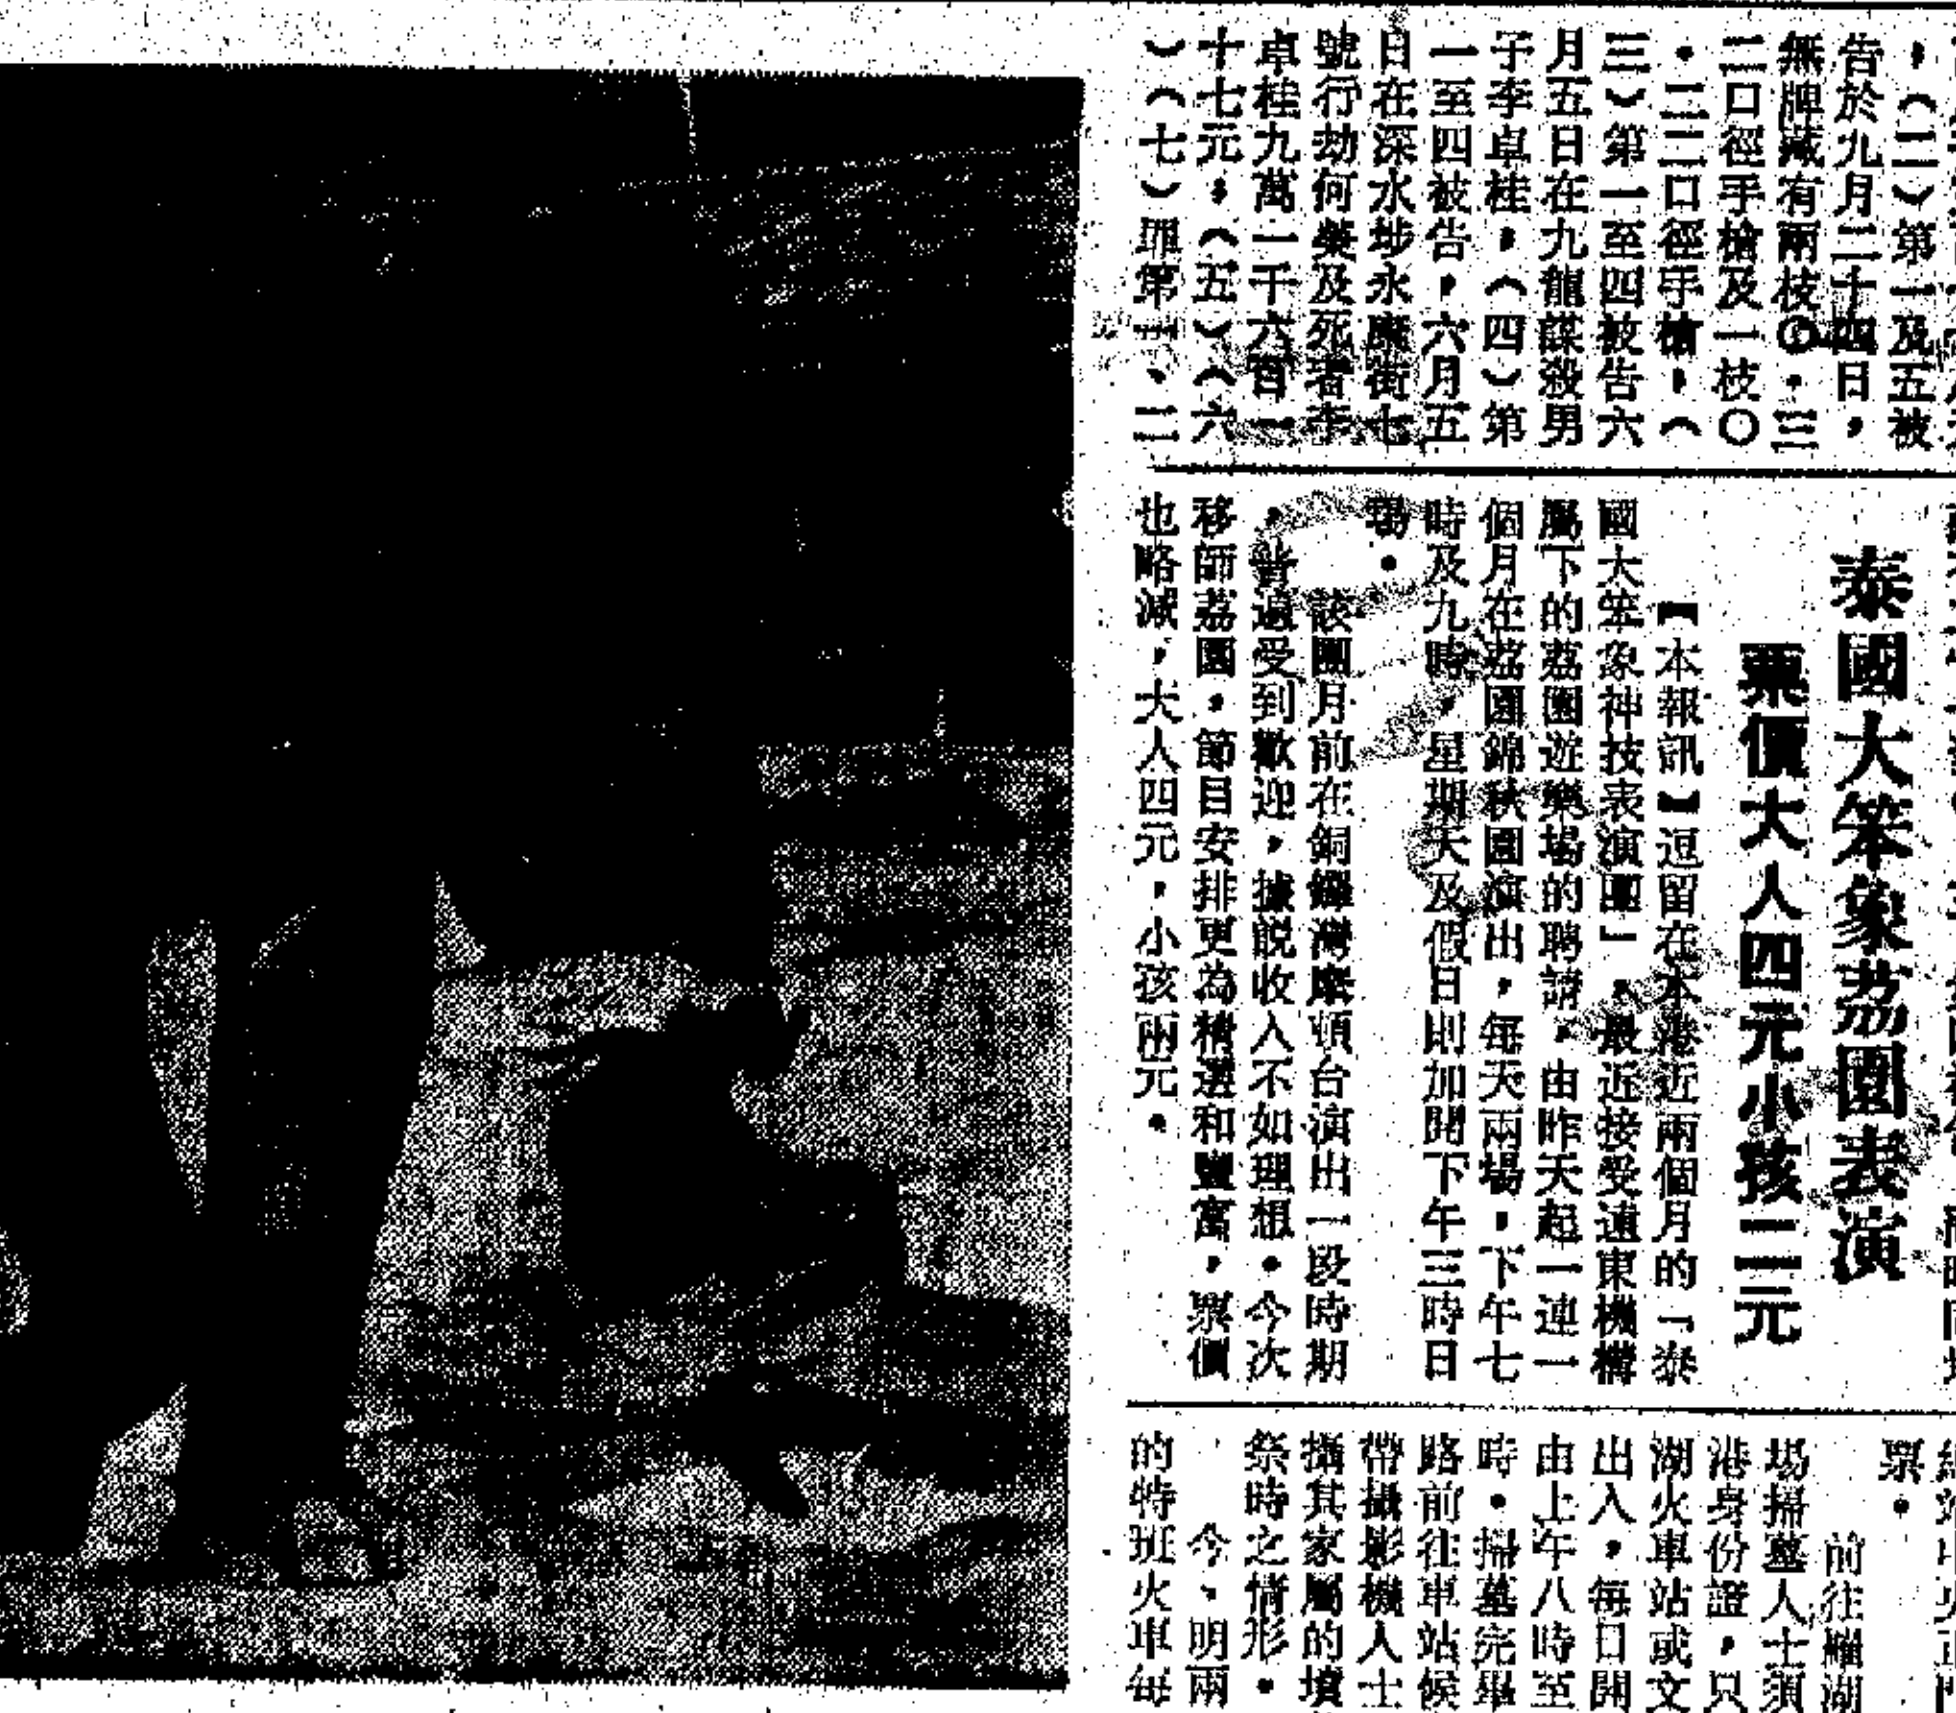 ，（二）第一及五被
告於九月二十四日，
無牌藏有兩枝〇．三
二口徑手槍及一枝〇
．二二口徑手槍，（
三）第一至四被告六
月五日在九龍謀殺男
子李卓桂，（四）第
一至四被告，六月五
日在深水埗永隆街七
號行劫何榮及死者李
卓桂九萬一千六百一
十七元，（五）（六
）（七）罪第一、二
泰國大笨象荔園表演
票價大人四元小孩二元
【本報訊】逗留在本港近兩個月的「泰
國大笨象神技表演團」，最近接受遠東機構
屬下的荔園遊樂場的聘請，由昨天起一連一
個月在荔園錦秋園演出，每天兩場，下午七
時及九時，星期天及假日則加開下午三時日
場。
該團月前在銅鑼灣摩頓台演出一段時期
，普遍受到歡迎，據說收入不如理想。今次
移師荔園，節目安排更為精選和豐富，票價
也略減，大人四元，小孩兩元。
票。
前往羅湖
場掃墓人士須
港身份證，只
湖火車站或文
出入，每日開
由上午八時至
時。掃墓完畢
路前往車站候
帶攝影機人士
攝其家屬的墳
祭時之情形。
今、明兩
的特班火車每